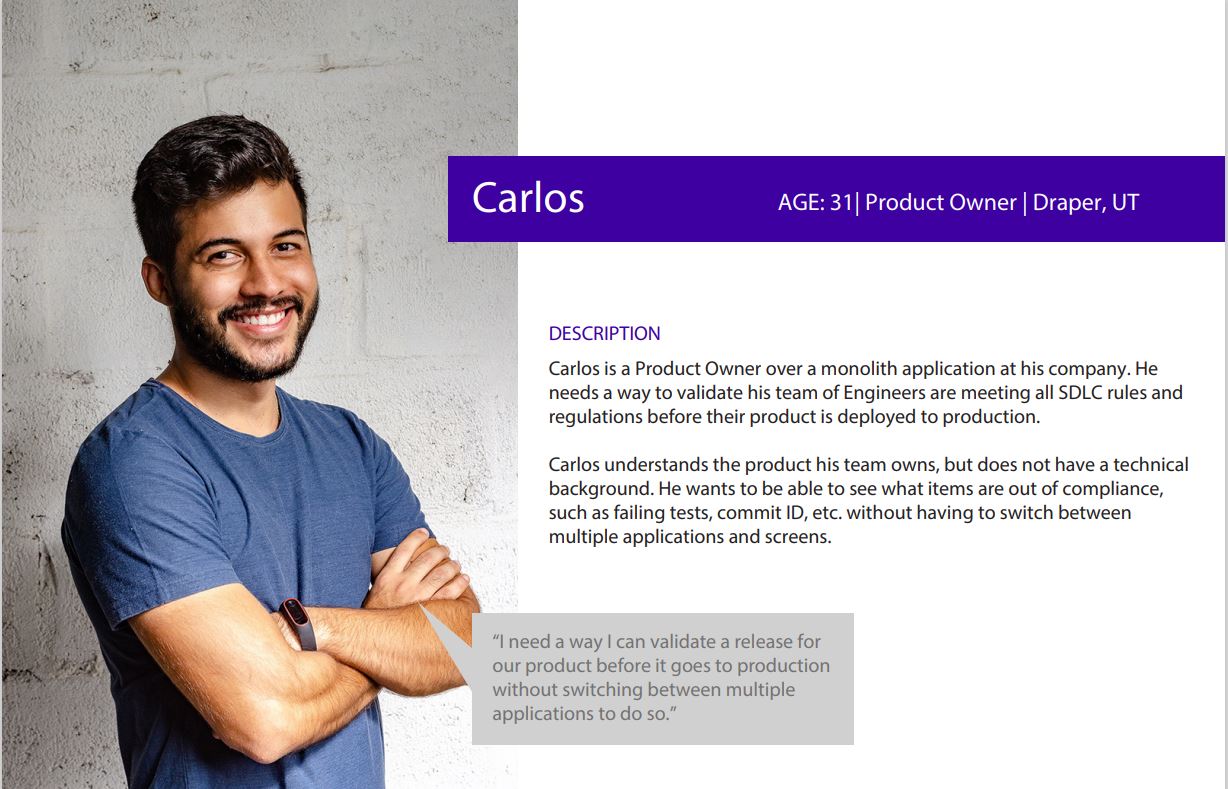 Carlos
AGE: 31| Product Owner | Draper, UT
DESCRIPTION
Carlos is a Product Owner over a monolith application at his company. He
needs a way to validate his team of Engineers are meeting all SDLC rules and
regulations before their product is deployed to production.
Carlos understands the product his team owns, but does not have a technical
background. He wants to be able to see what items are out of compliance,
such as failing tests, commit ID, etc. without having to switch between
multiple applications and screens.
“I need a way I can validate a release for
our product before it goes to production
without switching between multiple
applications to do so.”